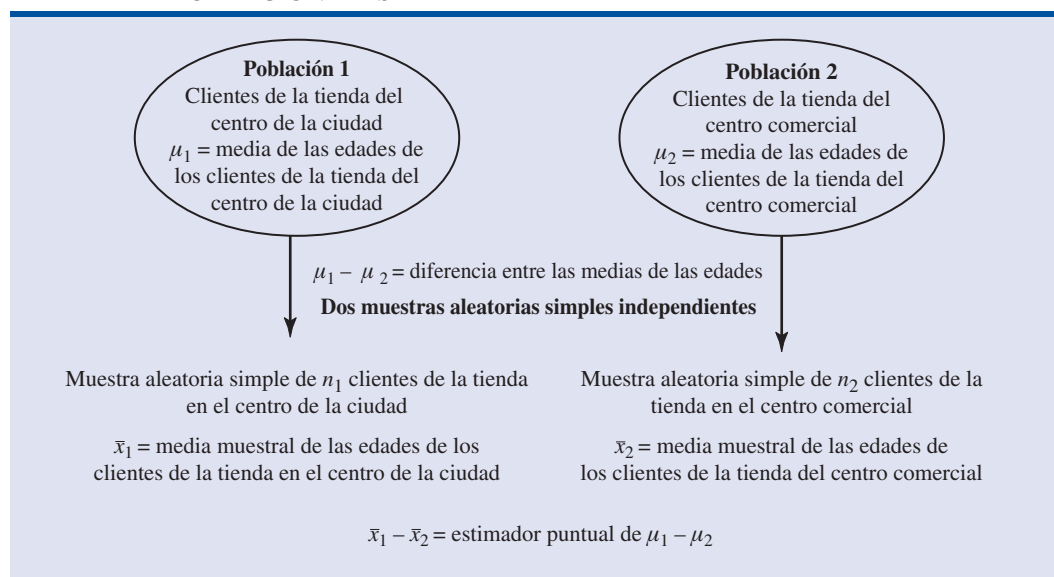 Población 1
Clientes de la tienda del
centro de la ciudad
μ1 = media de las edades de
los clientes de la tienda del
centro de la ciudad
Población 2
Clientes de la tienda del
centro comercial
μ2 = media de las edades de
los clientes de la tienda del
centro comercial
μ1 – μ2 = diferencia entre las medias de las edades
Dos muestras aleatorias simples independientes
Muestra aleatoria simple de n1 clientes de la tienda
en el centro de la ciudad
x̄1 = media muestral de las edades de los
clientes de la tienda en el centro de la ciudad
Muestra aleatoria simple de n2 clientes de la
tienda en el centro comercial
x̄2 = media muestral de las edades de
los clientes de la tienda del centro comercial
x̄1 – x̄2 = estimador puntual de μ1 – μ2